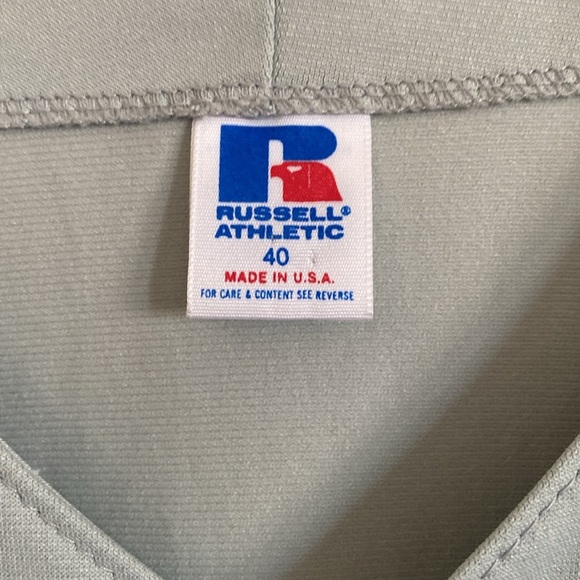 RUSSELL®
ATHLETIC
40
MADE IN U.S.A.
FOR CARE & CONTENT SEE REVERSE